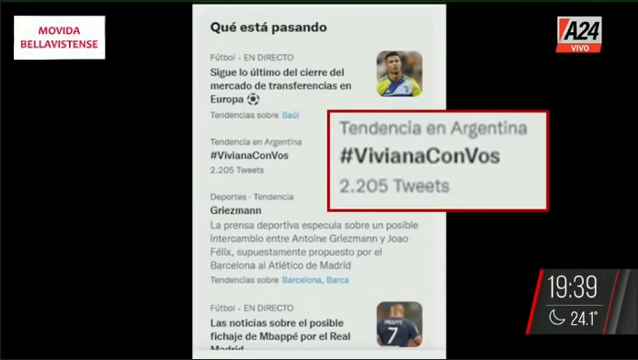 MOVIDA
BELLAVISTENSE
A24
VIVO
Qué está pasando
Fútbol · EN DIRECTO
Sigue lo último del cierre del
mercado de transferencias en
Europa ⚽
Tendencias sobre Saúl
Tendencia en Argentina
#VivianaConVos
2.205 Tweets
Tendencia en Argentina
#VivianaConVos
2.205 Tweets
Deportes · Tendencia
Griezmann
La prensa deportiva especula sobre un posible
intercambio entre Antoine Griezmann y Joao
Félix, supuestamente propuesto por el
Barcelona al Atlético de Madrid
Tendencias sobre Barcelona, Barca
Fútbol · EN DIRECTO
Las noticias sobre el posible
fichaje de Mbappé por el Real
Madrid
MBAPPÉ
7
19:39
24.1°